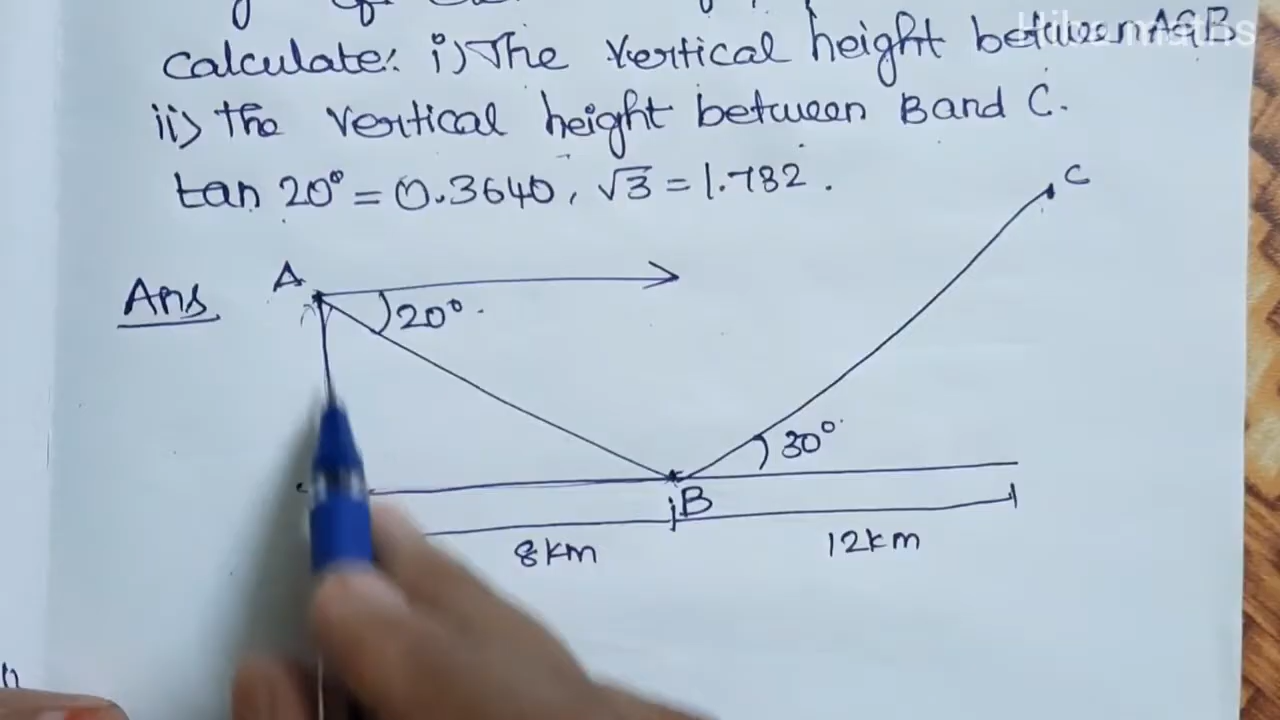 calculate: i) The vertical height between A&B
ii) the vertical height between B and C.
tan 20° = 0.3640, √3 = 1.732.
Ans
A
20°
C
30°
B
8km
12km